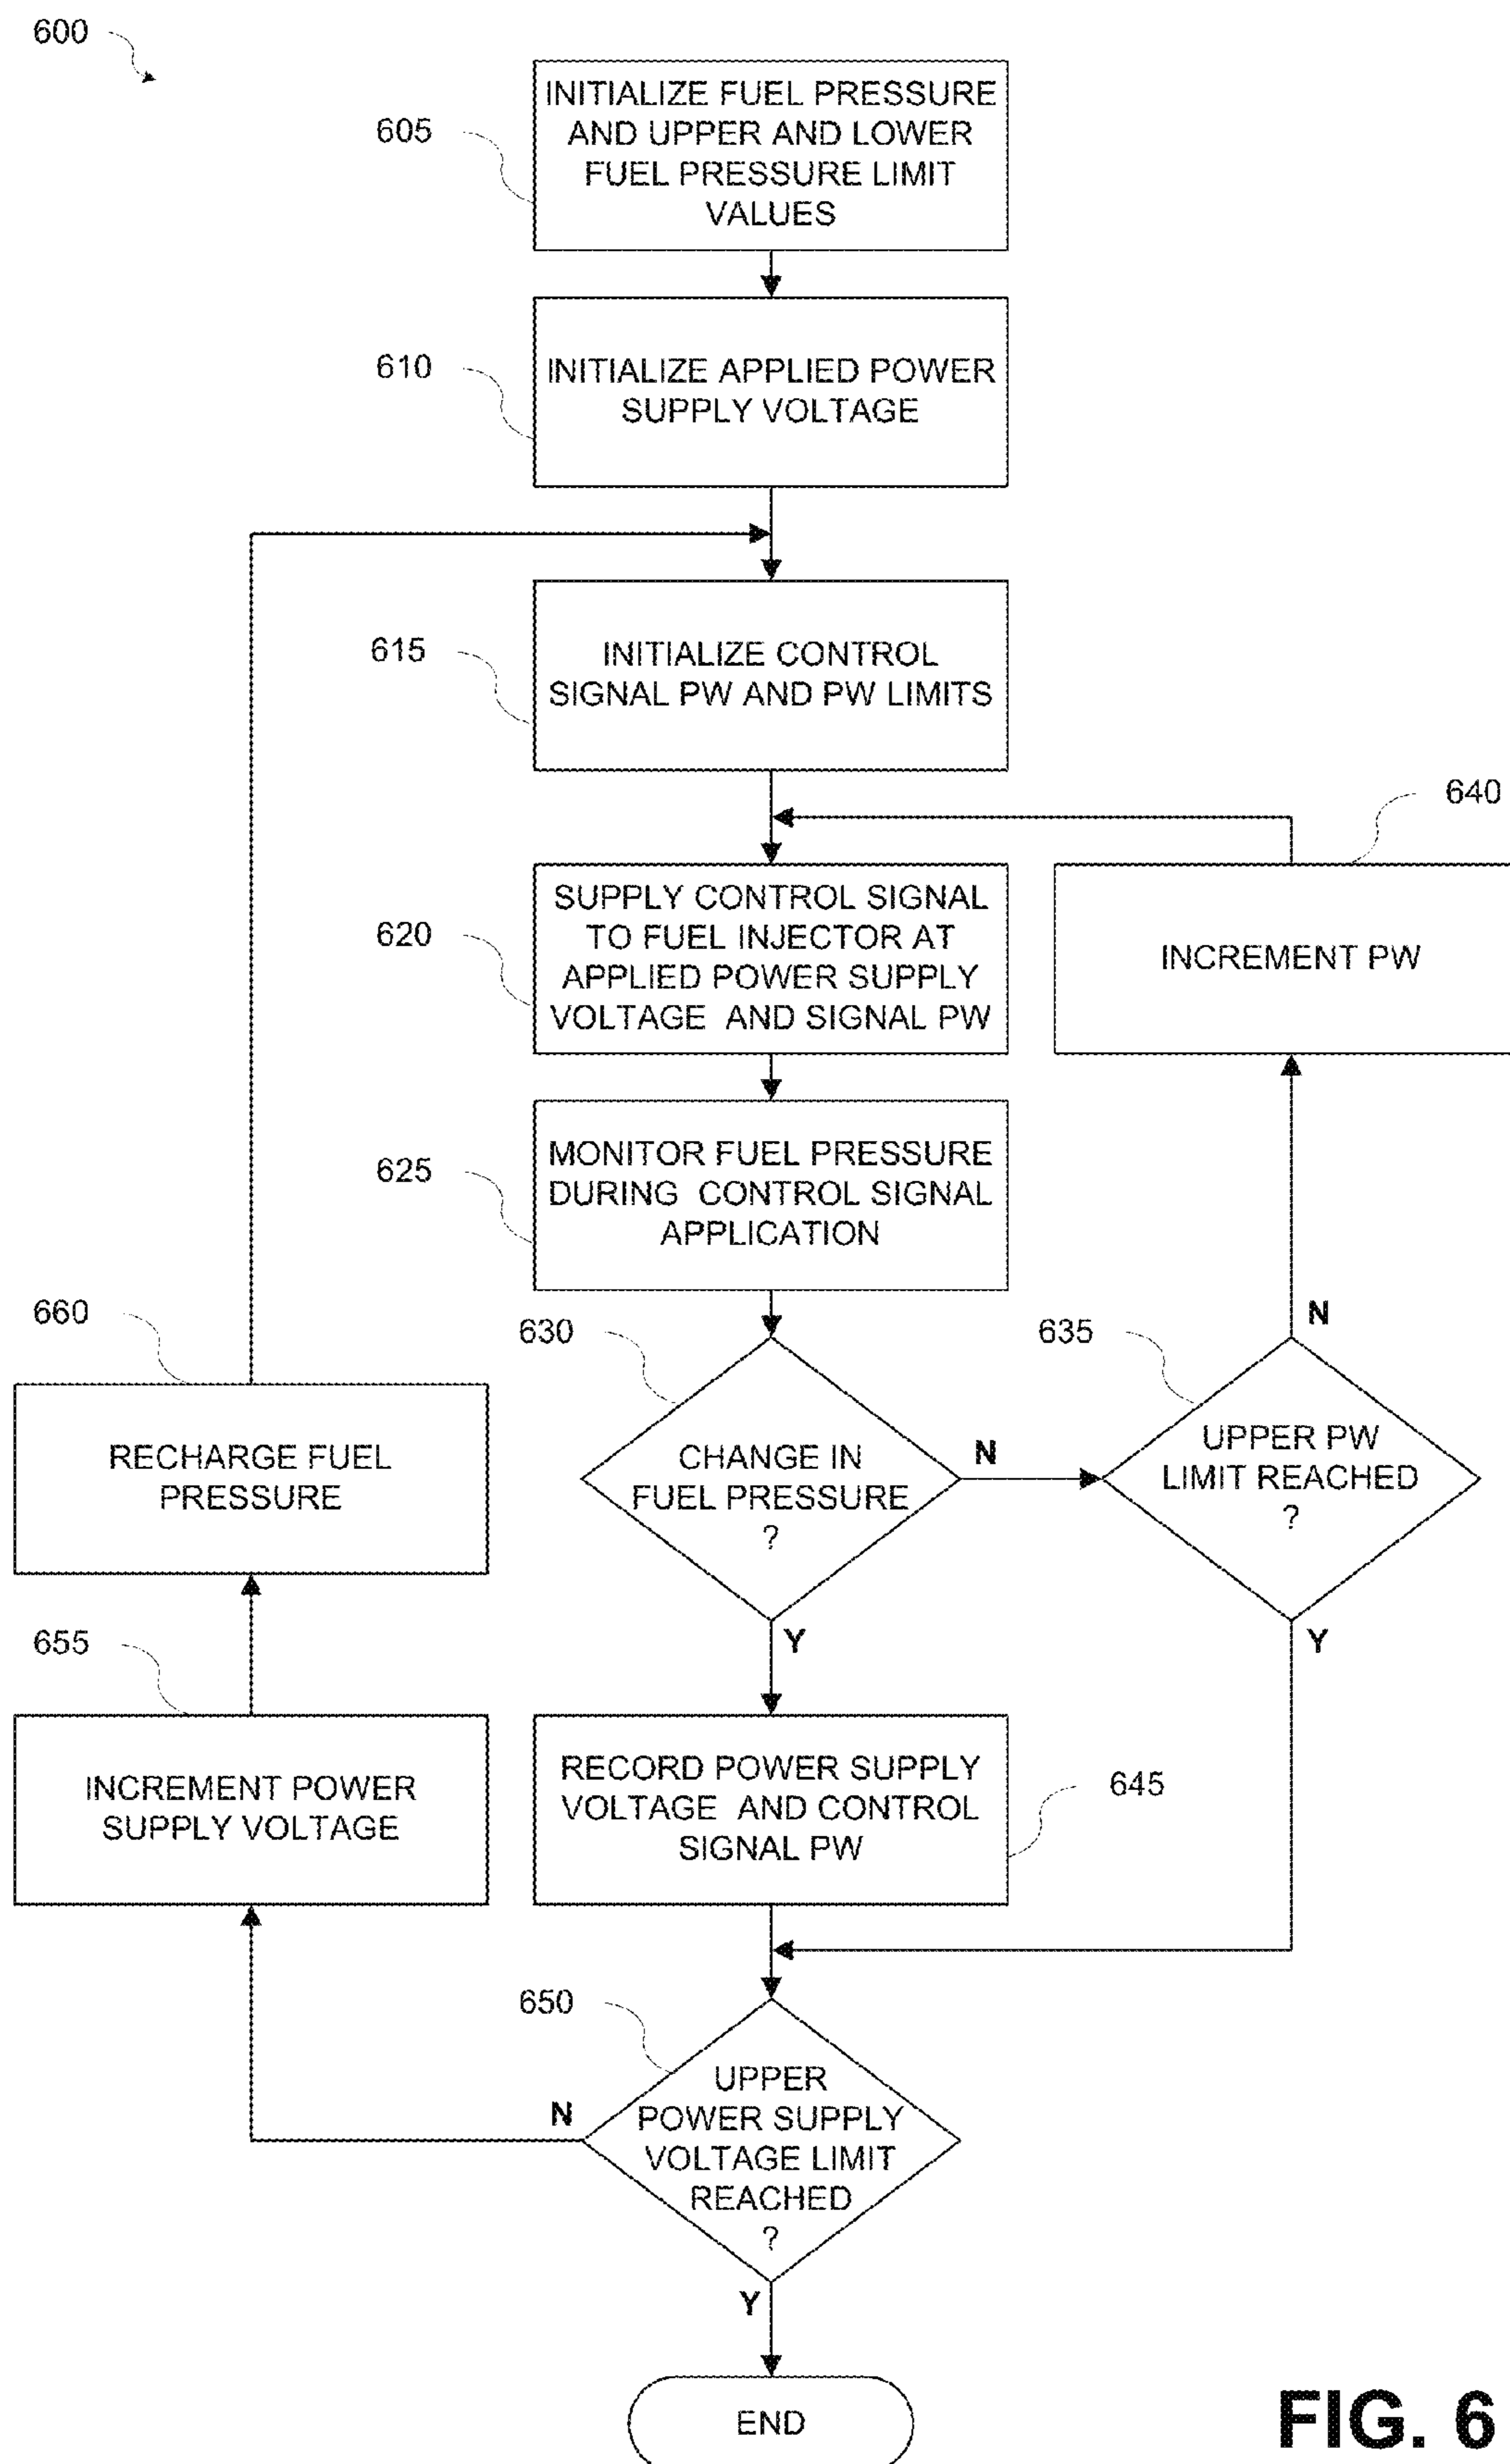 600
INITIALIZE FUEL PRESSURE
AND UPPER AND LOWER
FUEL PRESSURE LIMIT
VALUES
605
INITIALIZE APPLIED POWER
SUPPLY VOLTAGE
610
INITIALIZE CONTROL
SIGNAL PW AND PW LIMITS
615
SUPPLY CONTROL SIGNAL
TO FUEL INJECTOR AT
APPLIED POWER SUPPLY
VOLTAGE AND SIGNAL PW
620
INCREMENT PW
640
MONITOR FUEL PRESSURE
DURING CONTROL SIGNAL
APPLICATION
625
CHANGE IN
FUEL PRESSURE
?
630
N
Y
UPPER PW
LIMIT REACHED
?
635
N
Y
RECHARGE FUEL
PRESSURE
660
INCREMENT POWER
SUPPLY VOLTAGE
655
RECORD POWER SUPPLY
VOLTAGE AND CONTROL
SIGNAL PW
645
UPPER
POWER SUPPLY
VOLTAGE LIMIT
REACHED
?
650
N
Y
END
FIG. 6